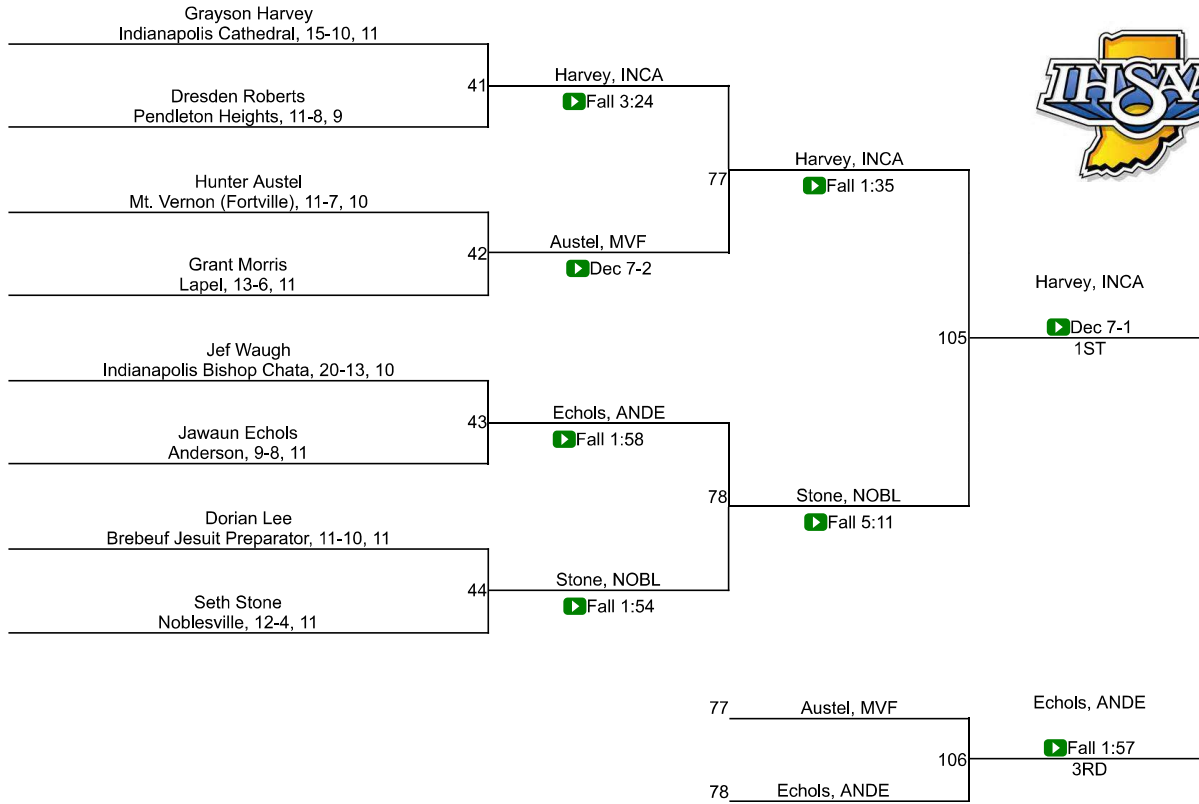 Grayson Harvey
Indianapolis Cathedral, 15-10, 11
41
Dresden Roberts
Pendleton Heights, 11-8, 9
Harvey, INCA
Fall 3:24
77
Hunter Austel
Mt. Vernon (Fortville), 11-7, 10
42
Grant Morris
Lapel, 13-6, 11
Austel, MVF
Dec 7-2
Harvey, INCA
Fall 1:35
105
Jef Waugh
Indianapolis Bishop Chata, 20-13, 10
43
Jawaun Echols
Anderson, 9-8, 11
Echols, ANDE
Fall 1:58
78
Dorian Lee
Brebeuf Jesuit Preparator, 11-10, 11
44
Seth Stone
Noblesville, 12-4, 11
Stone, NOBL
Fall 1:54
Stone, NOBL
Fall 5:11
IHSAA
Harvey, INCA
Dec 7-1
1ST
77
Austel, MVF
106
78
Echols, ANDE
Echols, ANDE
Fall 1:57
3RD